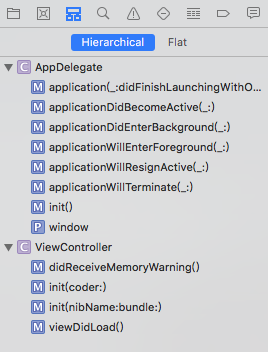 Hierarchical Flat
C AppDelegate
M application(_:didFinishLaunchingWithO...
M applicationDidBecomeActive(_:)
M applicationDidEnterBackground(_:)
M applicationWillEnterForeground(_:)
M applicationWillResignActive(_:)
M applicationWillTerminate(_:)
M init()
P window
C ViewController
M didReceiveMemoryWarning()
M init(coder:)
M init(nibName:bundle:)
M viewDidLoad()